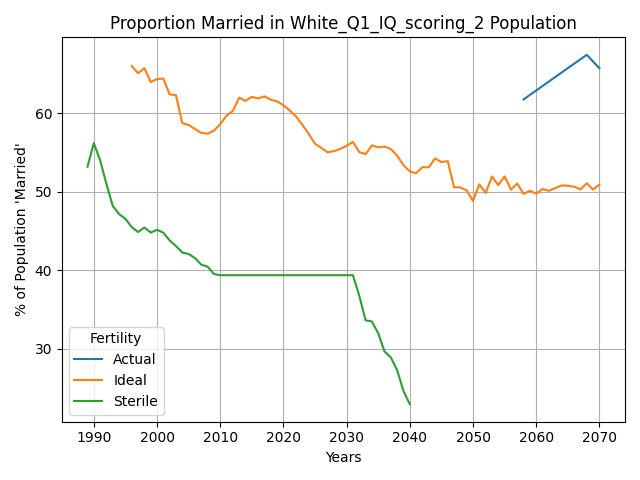 Proportion Married in White_Q1_IQ_scoring_2 Population
% of Population 'Married'
60
50
40
30
Fertility
Actual
Ideal
Sterile
1990 2000 2010 2020 2030 2040 2050 2060 2070
Years